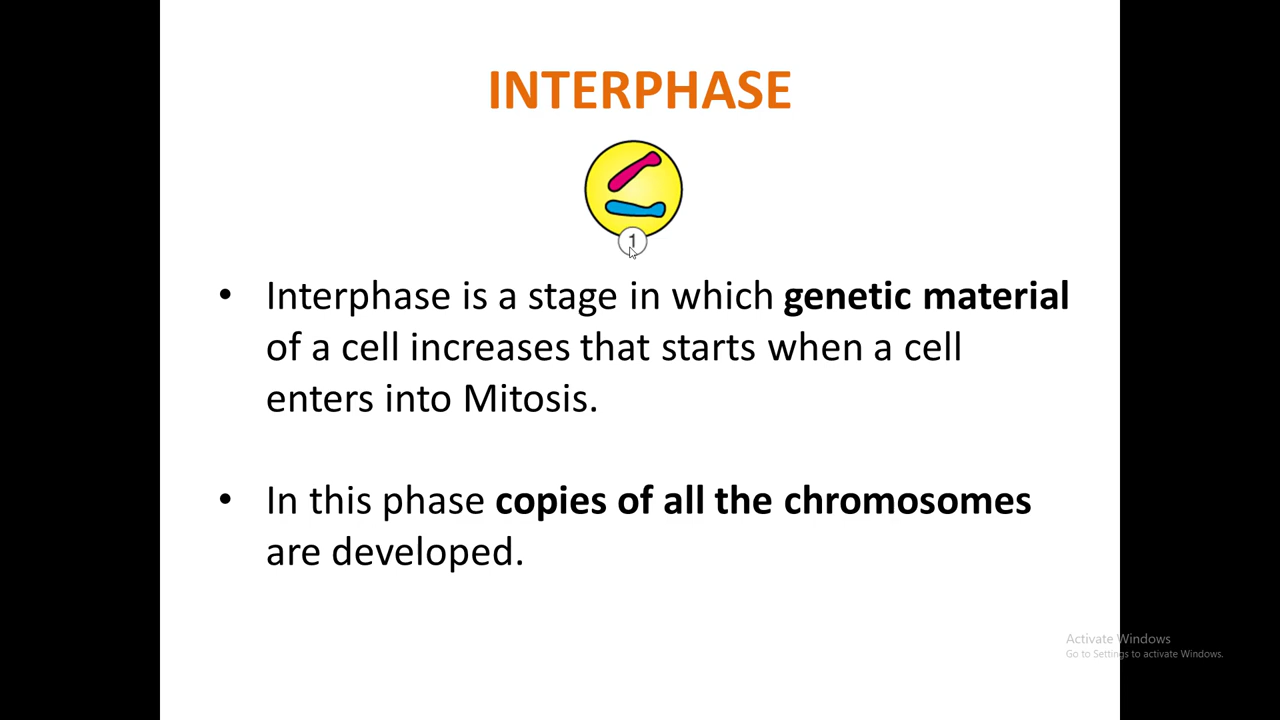 INTERPHASE
1
• Interphase is a stage in which genetic material
of a cell increases that starts when a cell
enters into Mitosis.
• In this phase copies of all the chromosomes
are developed.
Activate Windows
Go to Settings to activate Windows.